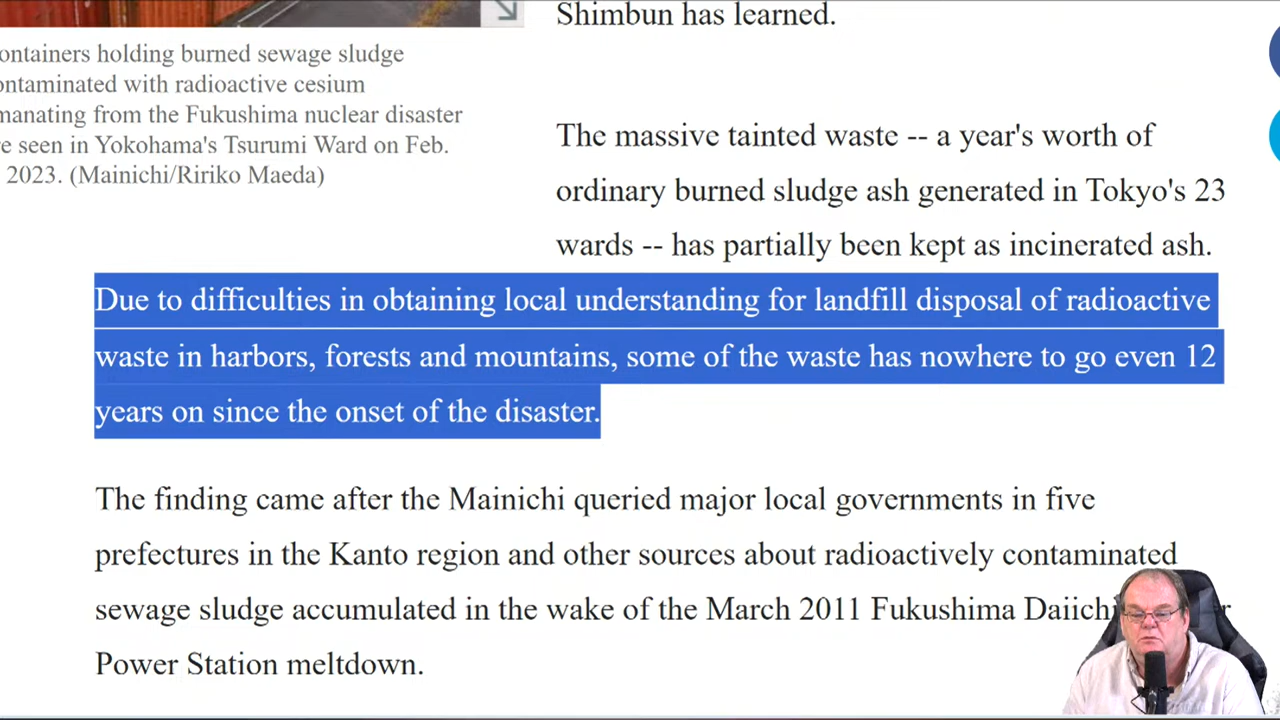 Shimbun has learned.
ontainers holding burned sewage sludge
ontaminated with radioactive cesium
manating from the Fukushima nuclear disaster
re seen in Yokohama's Tsurumi Ward on Feb.
2023. (Mainichi/Ririko Maeda)
The massive tainted waste -- a year's worth of
ordinary burned sludge ash generated in Tokyo's 23
wards -- has partially been kept as incinerated ash.
Due to difficulties in obtaining local understanding for landfill disposal of radioactive
waste in harbors, forests and mountains, some of the waste has nowhere to go even 12
years on since the onset of the disaster.
The finding came after the Mainichi queried major local governments in five
prefectures in the Kanto region and other sources about radioactively contaminated
sewage sludge accumulated in the wake of the March 2011 Fukushima Daiichi
Power Station meltdown.